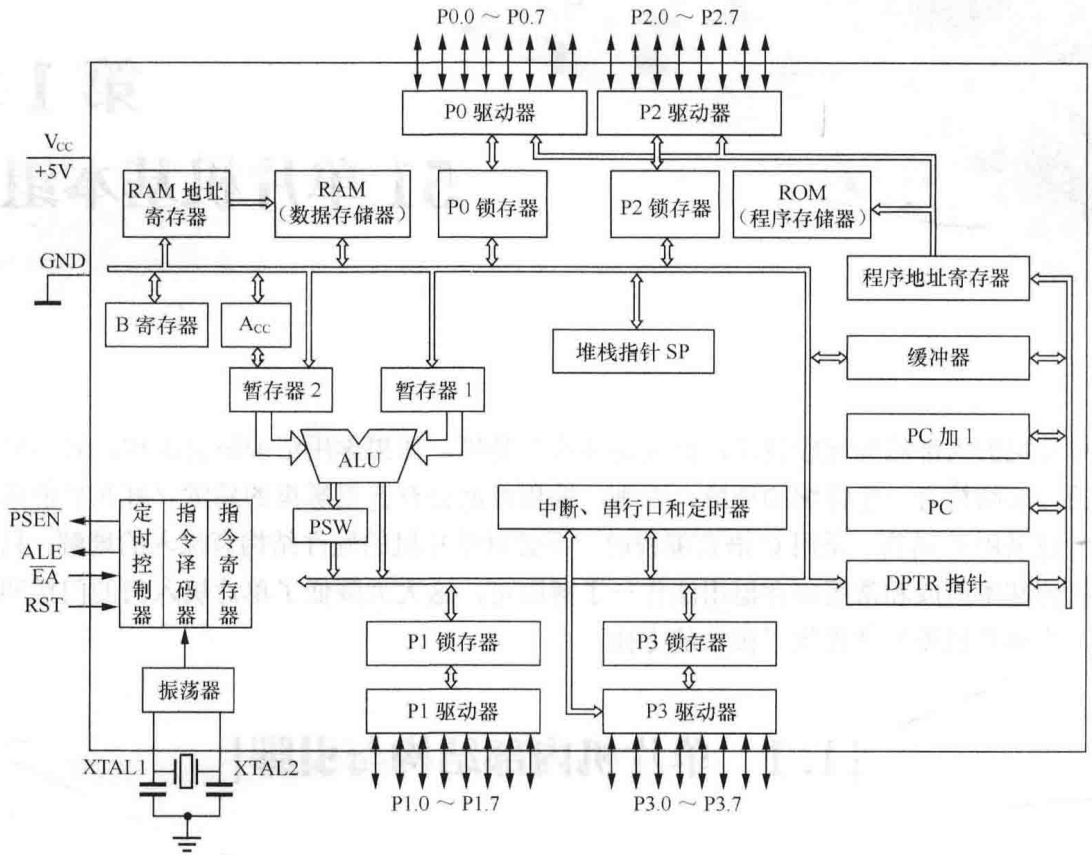 P0.0 ~ P0.7
P2.0 ~ P2.7
P0 驱动器
P2 驱动器
V_CC
+5V
RAM 地址
寄存器
RAM
(数据存储器)
P0 锁存器
P2 锁存器
ROM
(程序存储器)
GND
程序地址寄存器
B 寄存器
A_CC
堆栈指针 SP
缓冲器
暂存器 2
暂存器 1
PC 加 1
ALU
PSEN
ALE
EA
RST
定时控制器
指令译码器
指令寄存器
PSW
中断、串行口和定时器
PC
DPTR 指针
P1 锁存器
P3 锁存器
振荡器
P1 驱动器
P3 驱动器
XTAL1
XTAL2
P1.0 ~ P1.7
P3.0 ~ P3.7